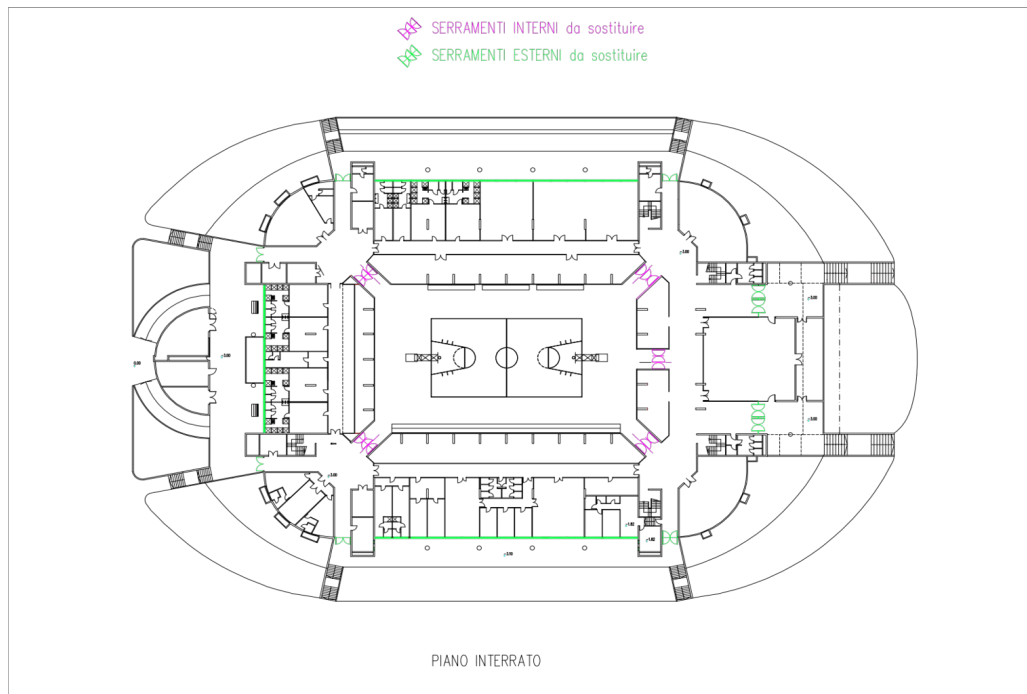 SERRAMENTI INTERNI da sostituire
SERRAMENTI ESTERNI da sostituire
PIANO INTERRATO